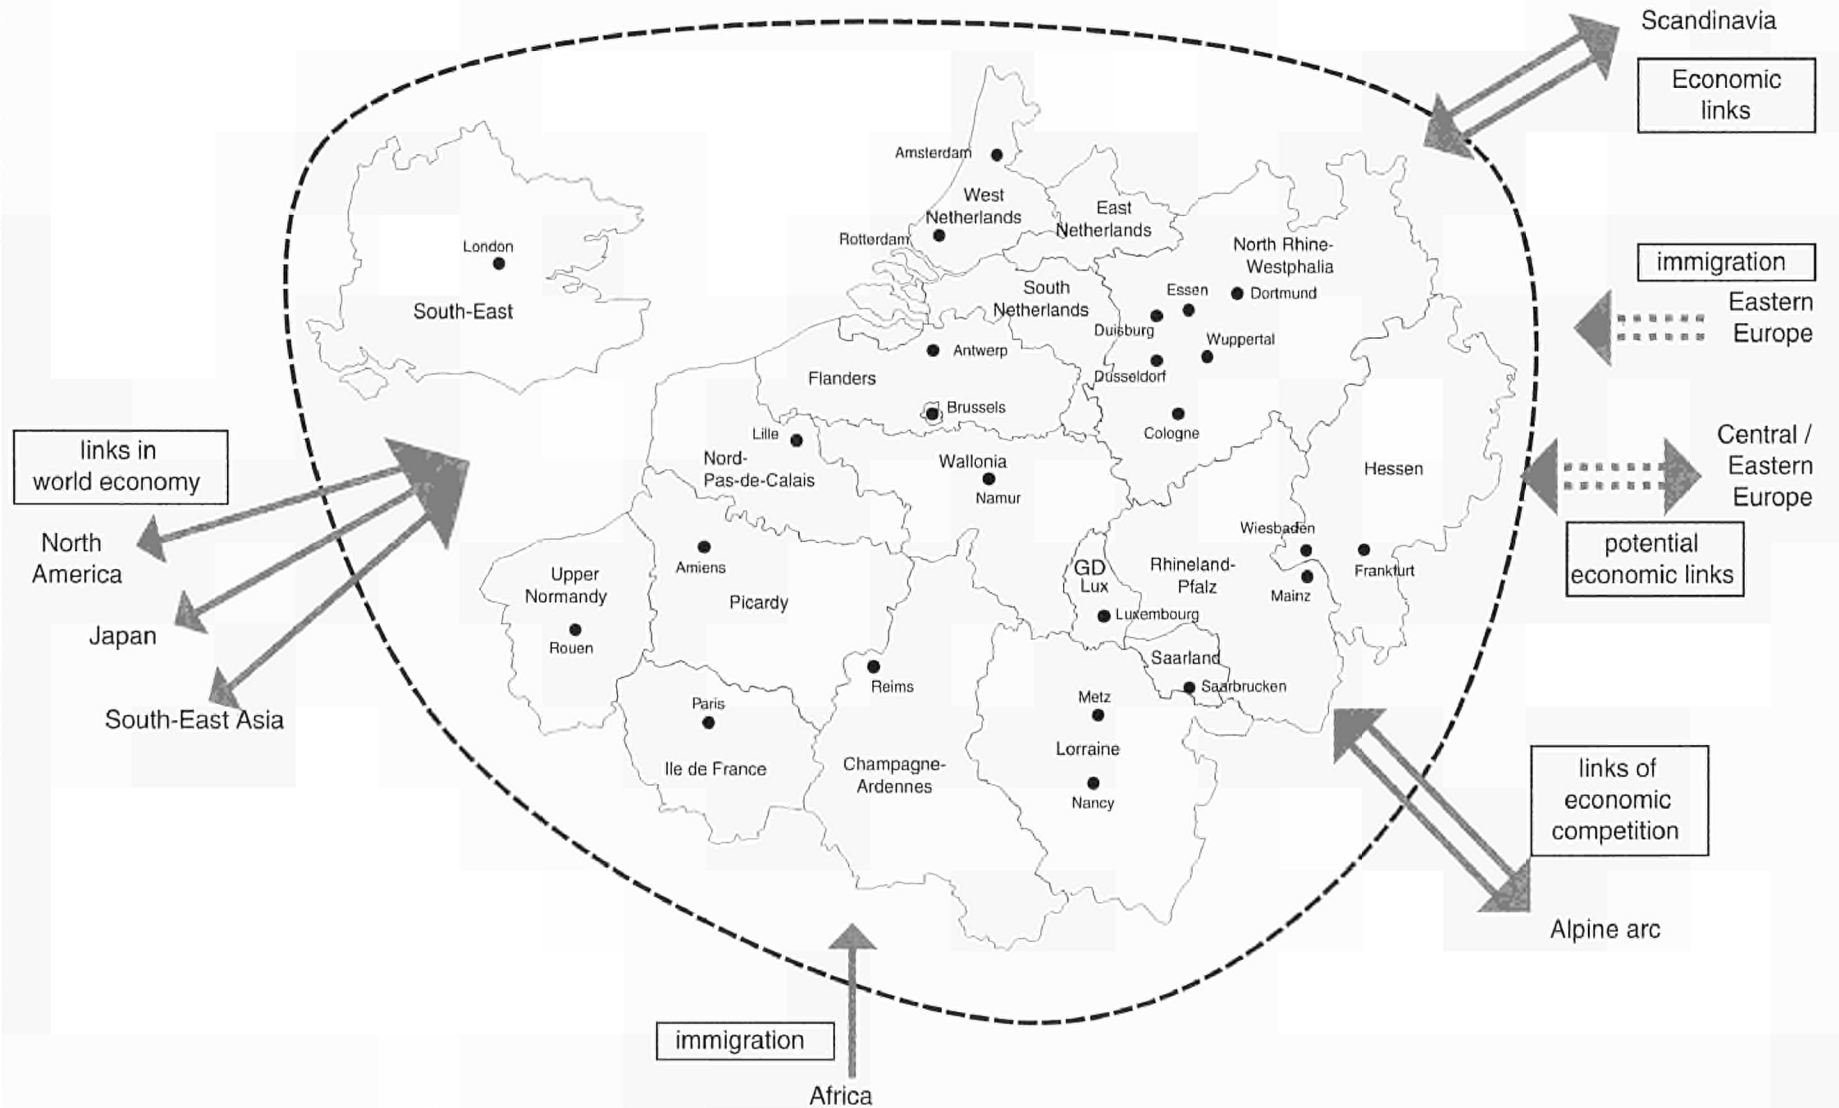 Scandinavia
Economic
links
Amsterdam
West
Netherlands
East
Netherlands
Rotterdam
London
South-East
North Rhine-
Westphalia
immigration
Eastern
Europe
South
Netherlands
Essen
Dortmund
Duisburg
Wuppertal
Dusseldorf
Antwerp
Flanders
Brussels
Cologne
Lille
Nord-
Pas-de-Calais
Wallonia
Namur
Hessen
links in
world economy
Central /
Eastern
Europe
potential
economic links
North
America
Japan
South-East Asia
Wiesbaden
Frankfurt
Mainz
Rhineland-
Pfalz
GD
Lux
Luxembourg
Amiens
Picardy
Upper
Normandy
Rouen
Saarland
Saarbrucken
Reims
Paris
Ile de France
Metz
Lorraine
Nancy
Champagne-
Ardennes
links of
economic
competition
Alpine arc
immigration
Africa